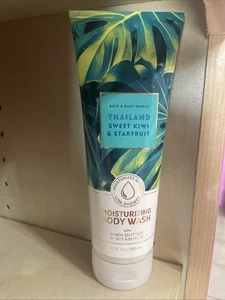 BATH & BODY WORKS
THAILAND
SWEET KIWI
& STARFRUIT
MOISTURIZING
BODY WASH
with
SHEA BUTTER
+ VITAMIN E